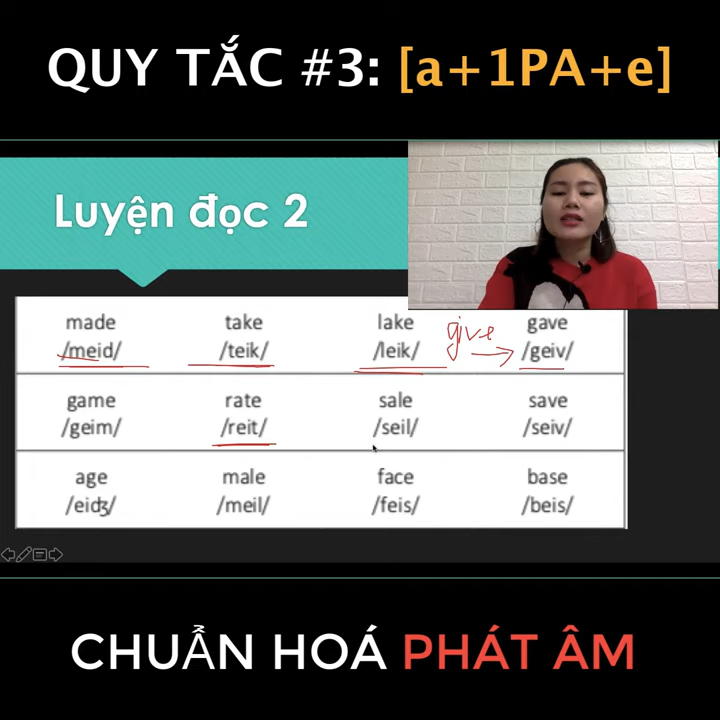 QUY TẮC #3: [a+1PA+e]
Luyện đọc 2
made take lake gave
give
/meid/ /teik/ /leik/ /geiv/
game rate sale save
/geim/ /reit/ /seil/ /seiv/
age male face base
/eiʤ/ /meil/ /feis/ /beis/
CHUẨN HOÁ PHÁT ÂM